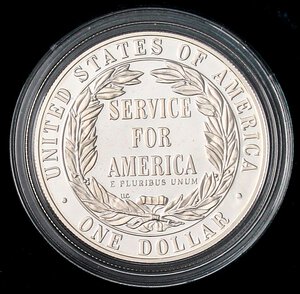 · UNITED STATES OF AMERICA ·
SERVICE
FOR
AMERICA
E PLURIBUS UNUM
ONE DOLLAR